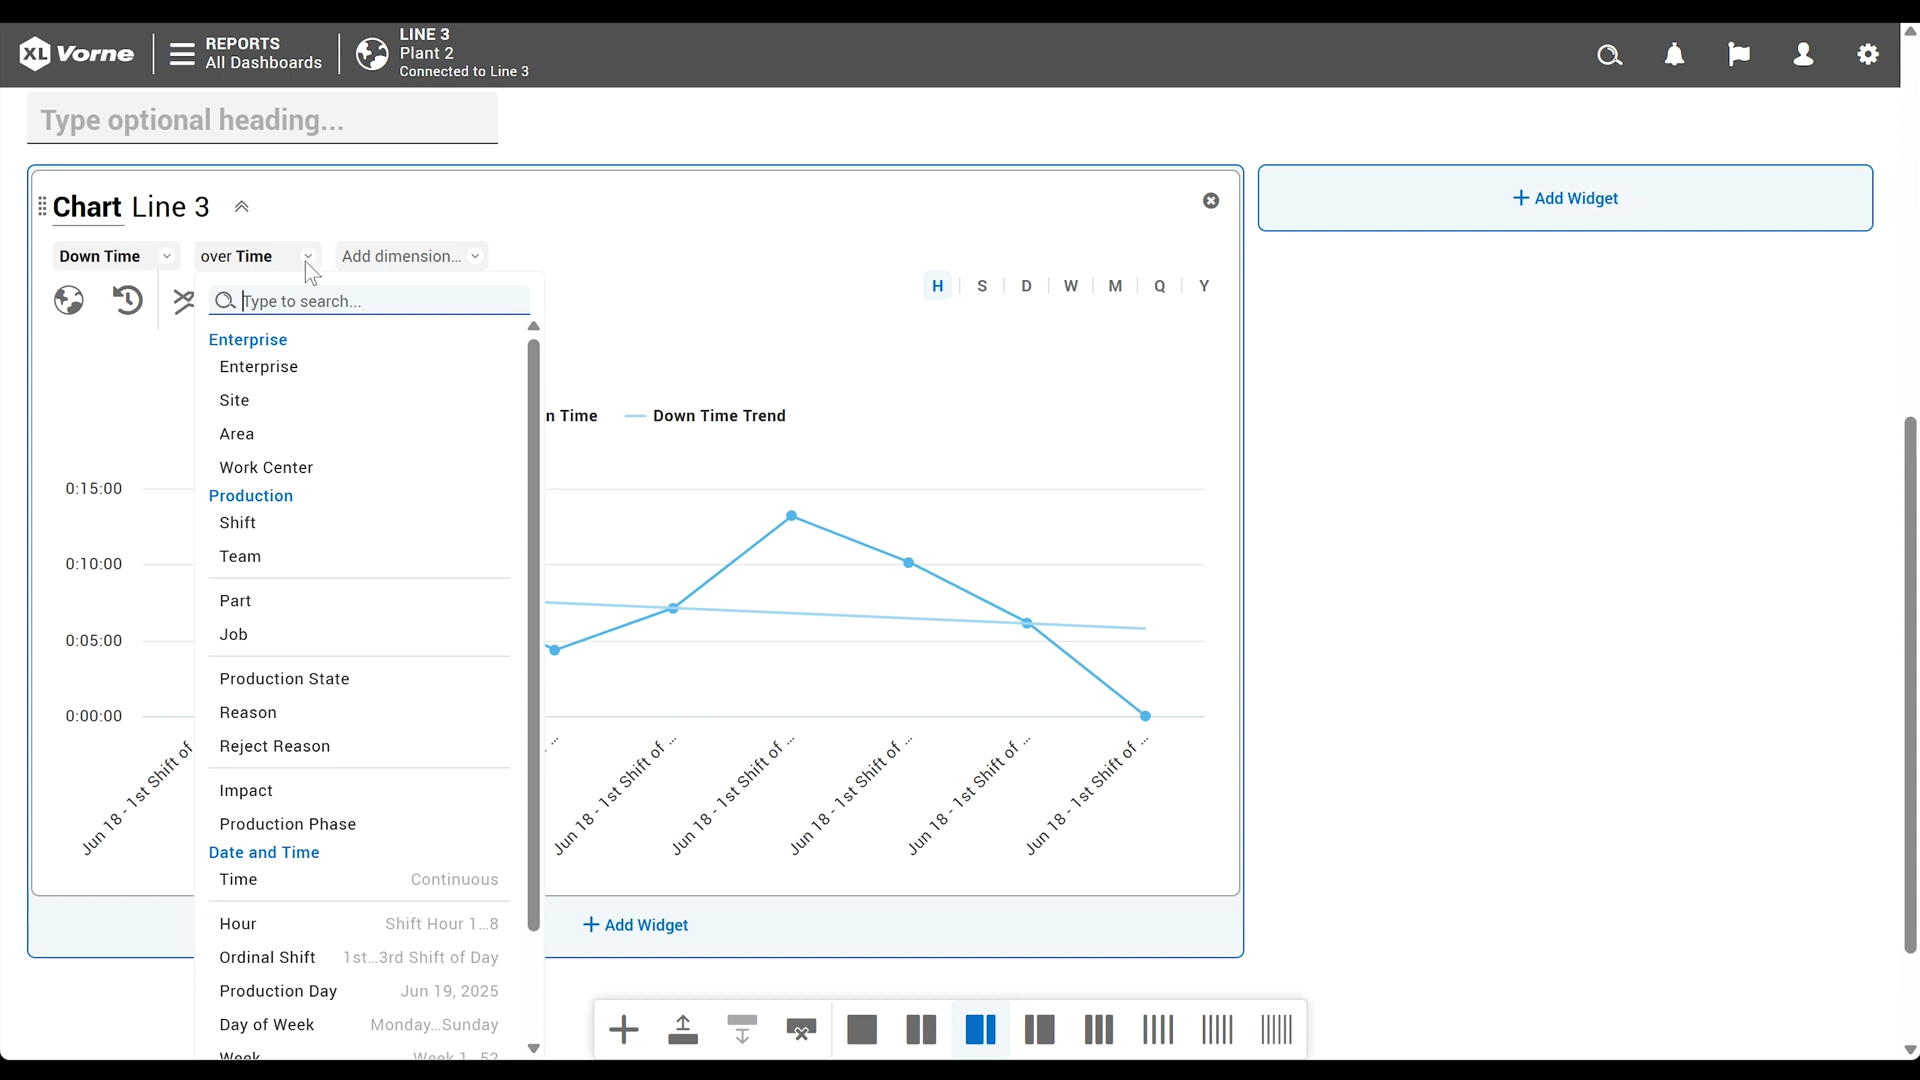 XL Vorne
REPORTS
All Dashboards
LINE 3
Plant 2
Connected to Line 3
Type optional heading...
Chart Line 3
Down Time
over Time
Add dimension...
Type to search...
H S D W M Q Y
Add Widget
Enterprise
Enterprise
Site
Area
Work Center
Production
Shift
Team
Part
Job
Production State
Reason
Reject Reason
Impact
Production Phase
Date and Time
Time Continuous
Hour Shift Hour 1...8
Ordinal Shift 1st...3rd Shift of Day
Production Day Jun 19, 2025
Day of Week Monday...Sunday
Week Week 1...52
n Time
Down Time Trend
0:15:00
0:10:00
0:05:00
0:00:00
Jun 18 - 1st Shift of
Jun 18 - 1st Shift of ...
Jun 18 - 1st Shift of ...
Jun 18 - 1st Shift of ...
Jun 18 - 1st Shift of ...
Jun 18 - 1st Shift of ...
Add Widget